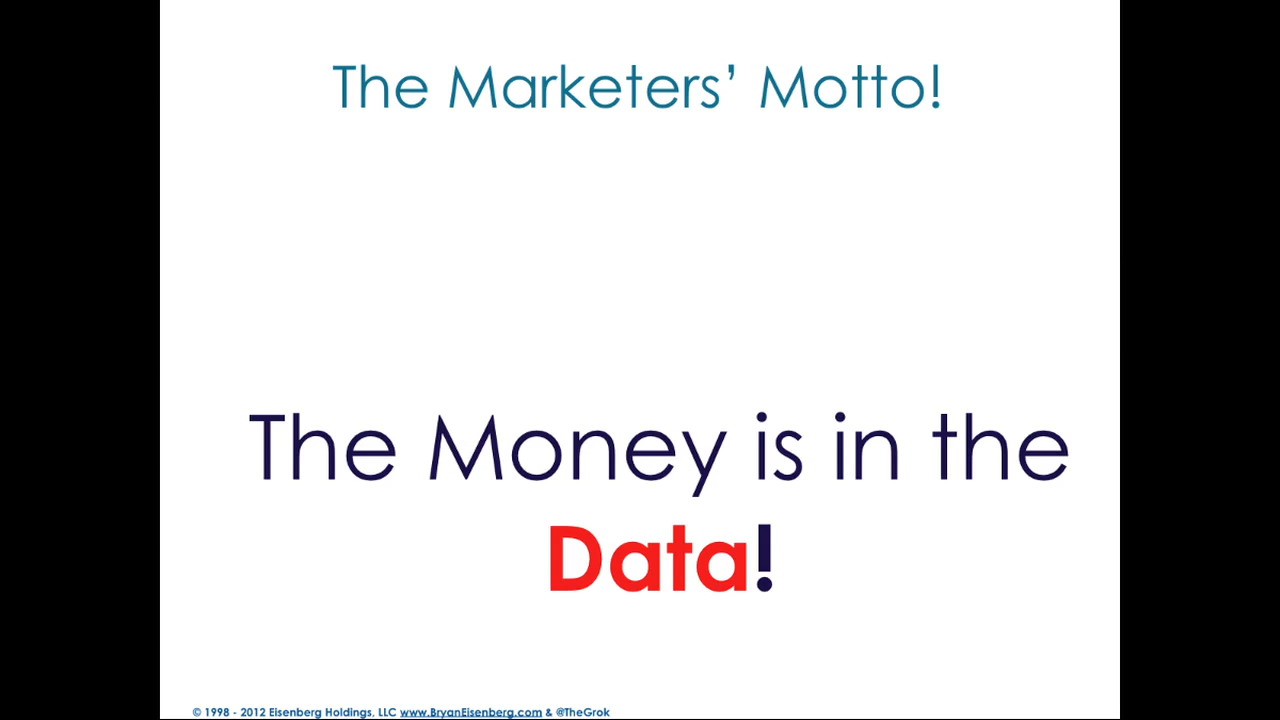 The Marketers’ Motto!
The Money is in the
Data!
© 1998 - 2012 Eisenberg Holdings, LLC www.BryanEisenberg.com & @TheGrok